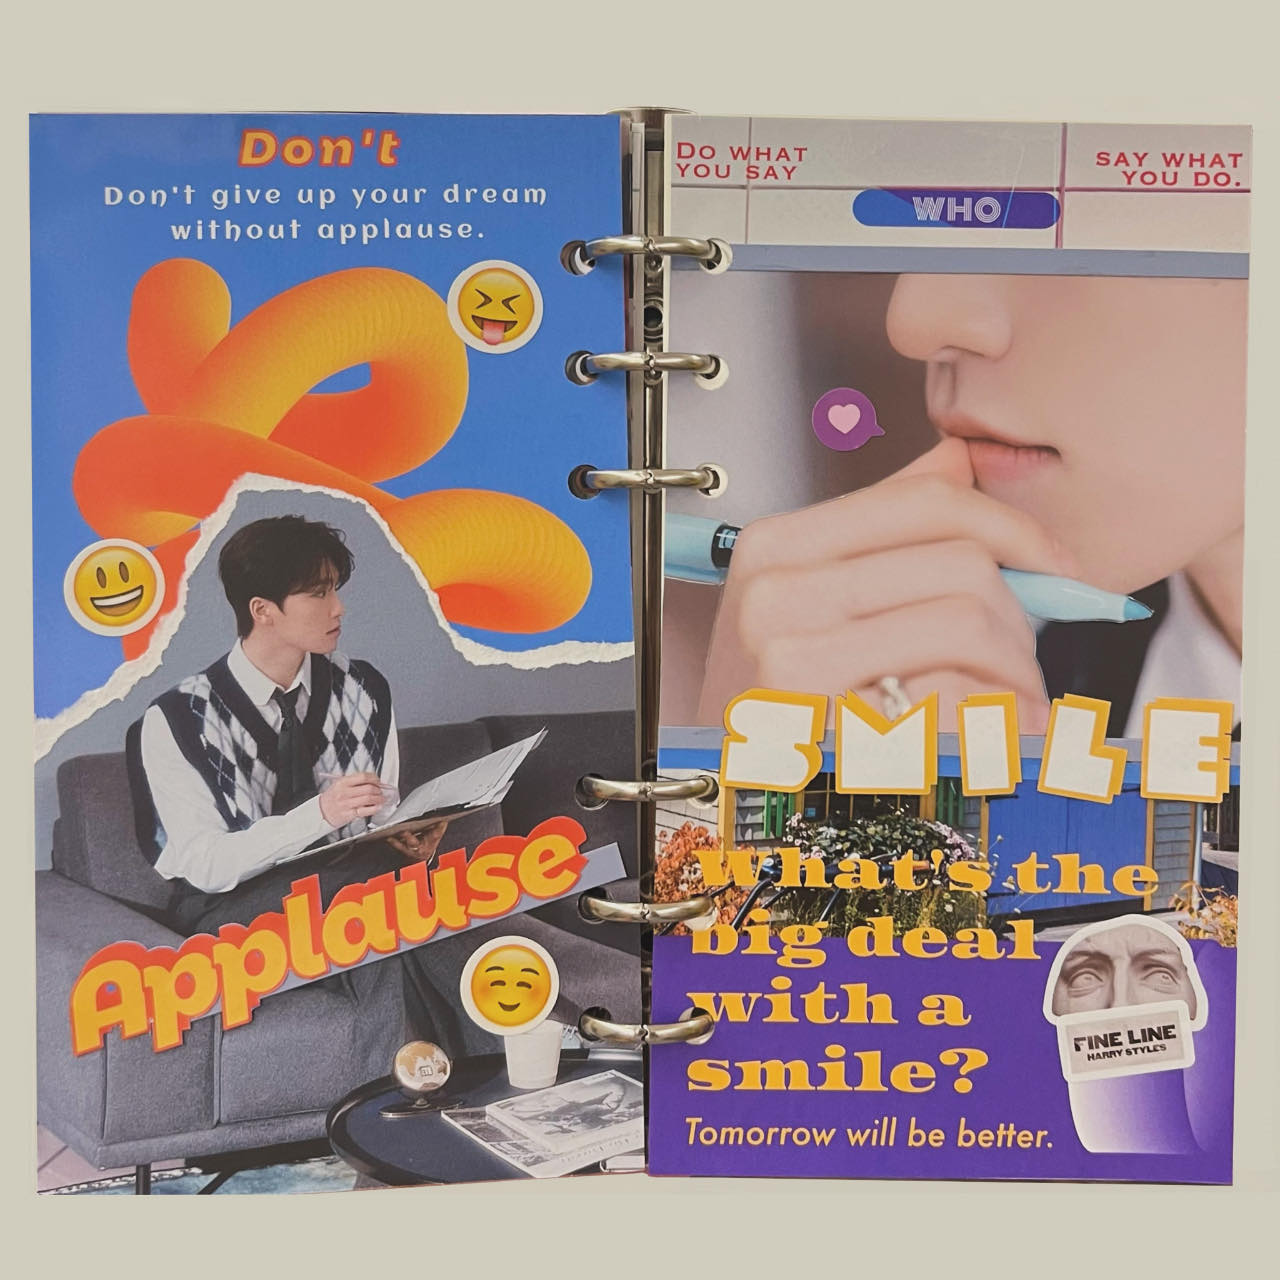 Don't
Don't give up your dream
without applause.
Applause
DO WHAT
YOU SAY
SAY WHAT
YOU DO.
WHO
SMILE
What's the
big deal
with a
smile?
Tomorrow will be better.
FINE LINE
HARRY STYLES